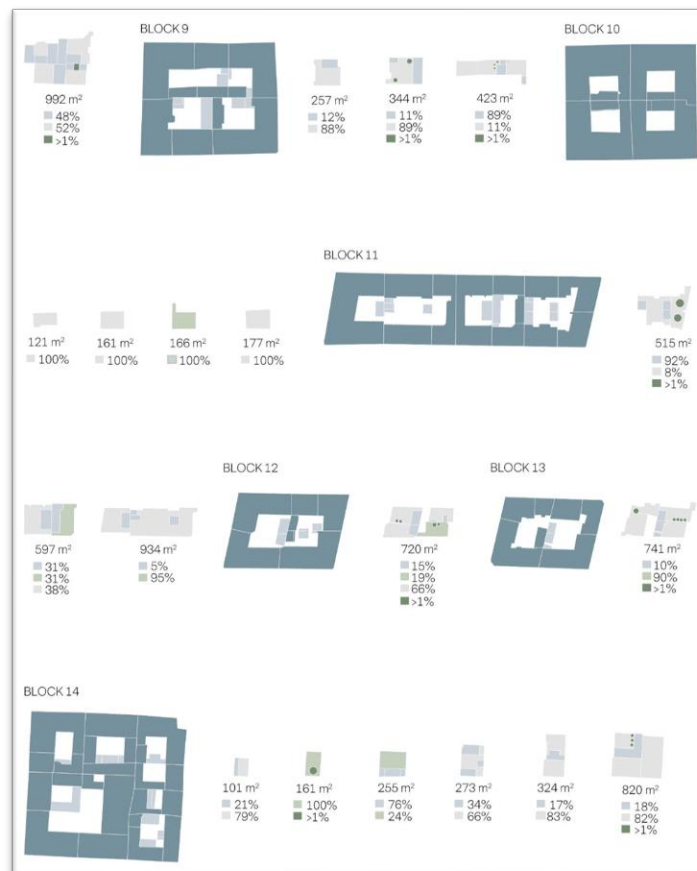 BLOCK 9
BLOCK 10
992 m²
48%
52%
>1%
257 m²
12%
88%
344 m²
11%
89%
>1%
423 m²
89%
11%
>1%
BLOCK 11
121 m²
100%
161 m²
100%
166 m²
100%
177 m²
100%
515 m²
92%
8%
>1%
BLOCK 12
BLOCK 13
597 m²
31%
31%
38%
934 m²
5%
95%
720 m²
15%
19%
66%
>1%
741 m²
10%
90%
>1%
BLOCK 14
101 m²
21%
79%
161 m²
100%
>1%
255 m²
76%
24%
273 m²
34%
66%
324 m²
17%
83%
820 m²
18%
82%
>1%